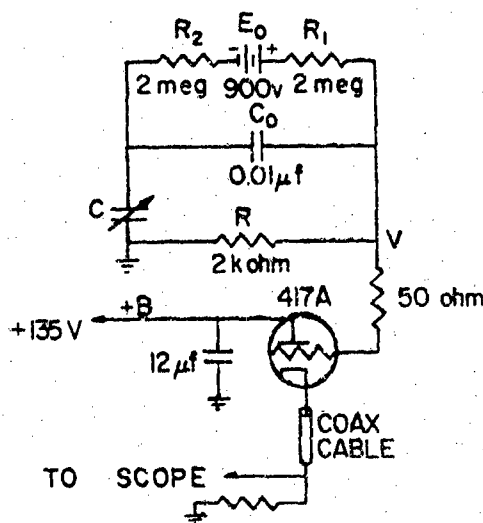 R2 E0 R1
- +
2 meg 900v 2 meg
C0
0.01μf
C
R
V
2k ohm
417A
50 ohm
+B
+135 V
12μf
COAX
CABLE
TO SCOPE